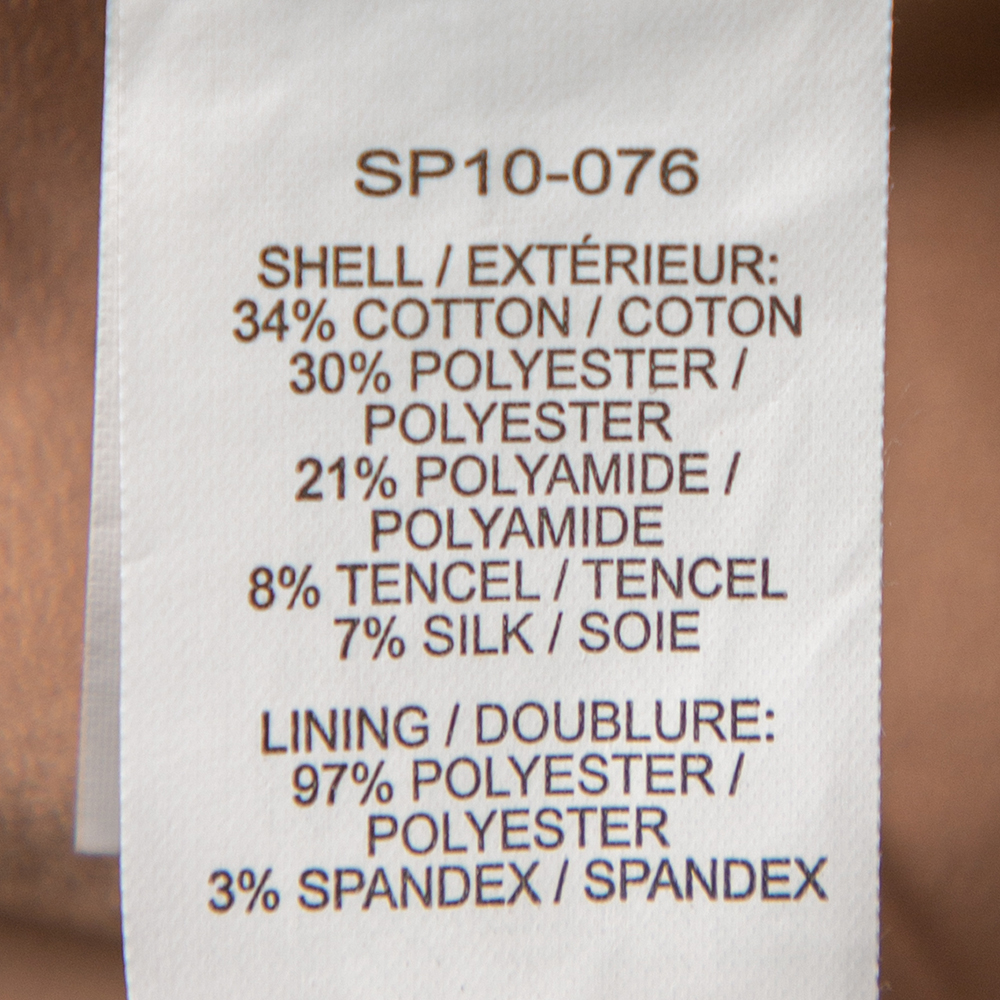 SP10-076
SHELL / EXTÉRIEUR:
34% COTTON / COTON
30% POLYESTER /
POLYESTER
21% POLYAMIDE /
POLYAMIDE
8% TENCEL / TENCEL
7% SILK / SOIE
LINING / DOUBLURE:
97% POLYESTER /
POLYESTER
3% SPANDEX / SPANDEX